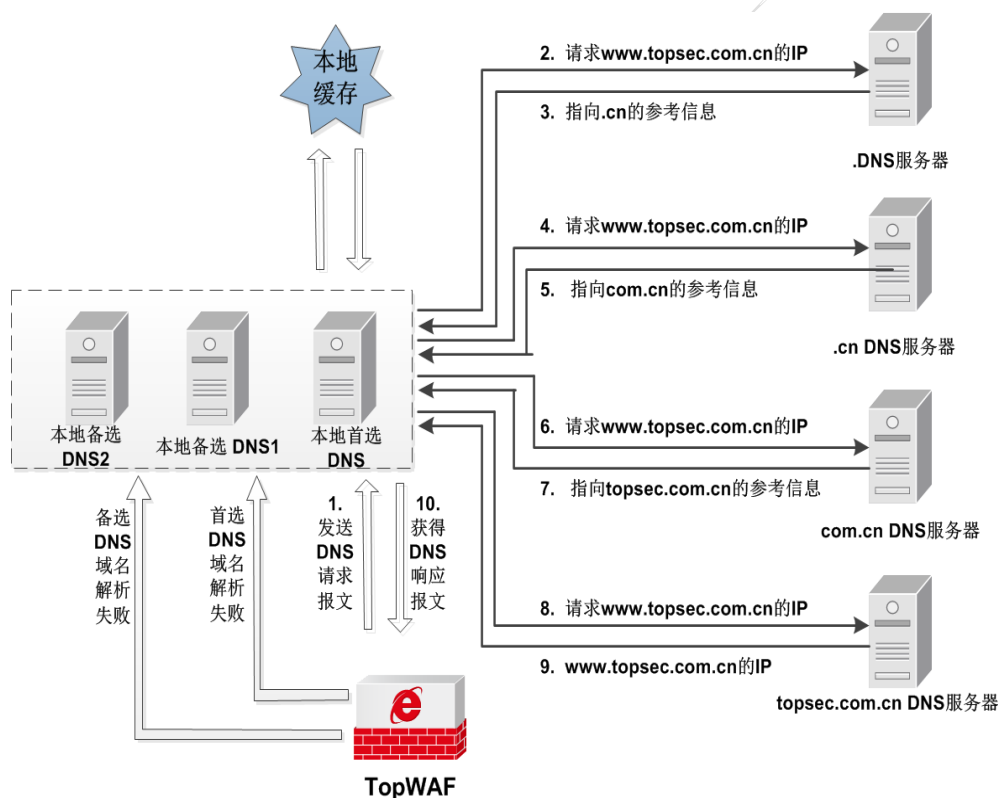 本地
缓存
2. 请求www.topsec.com.cn的IP
3. 指向.cn的参考信息
.DNS服务器
4. 请求www.topsec.com.cn的IP
5. 指向com.cn的参考信息
.cn DNS服务器
本地备选
DNS2
本地备选 DNS1
本地首选
DNS
6. 请求www.topsec.com.cn的IP
7. 指向topsec.com.cn的参考信息
com.cn DNS服务器
备选
DNS
域名
解析
失败
首选
DNS
域名
解析
失败
1.
发送
DNS
请求
报文
10.
获得
DNS
响应
报文
8. 请求www.topsec.com.cn的IP
9. www.topsec.com.cn的IP
topsec.com.cn DNS服务器
TopWAF